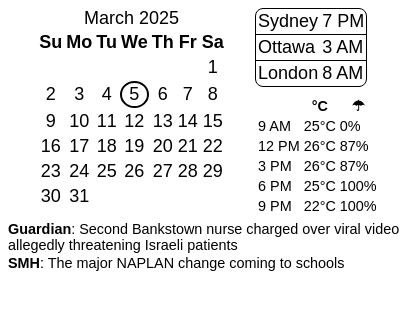 March 2025
Su Mo Tu We Th Fr Sa
1
2 3 4 5 6 7 8
9 10 11 12 13 14 15
16 17 18 19 20 21 22
23 24 25 26 27 28 29
30 31
Sydney 7 PM
Ottawa 3 AM
London 8 AM
°C ☂
9 AM 25°C 0%
12 PM 26°C 87%
3 PM 26°C 87%
6 PM 25°C 100%
9 PM 22°C 100%
Guardian: Second Bankstown nurse charged over viral video
allegedly threatening Israeli patients
SMH: The major NAPLAN change coming to schools